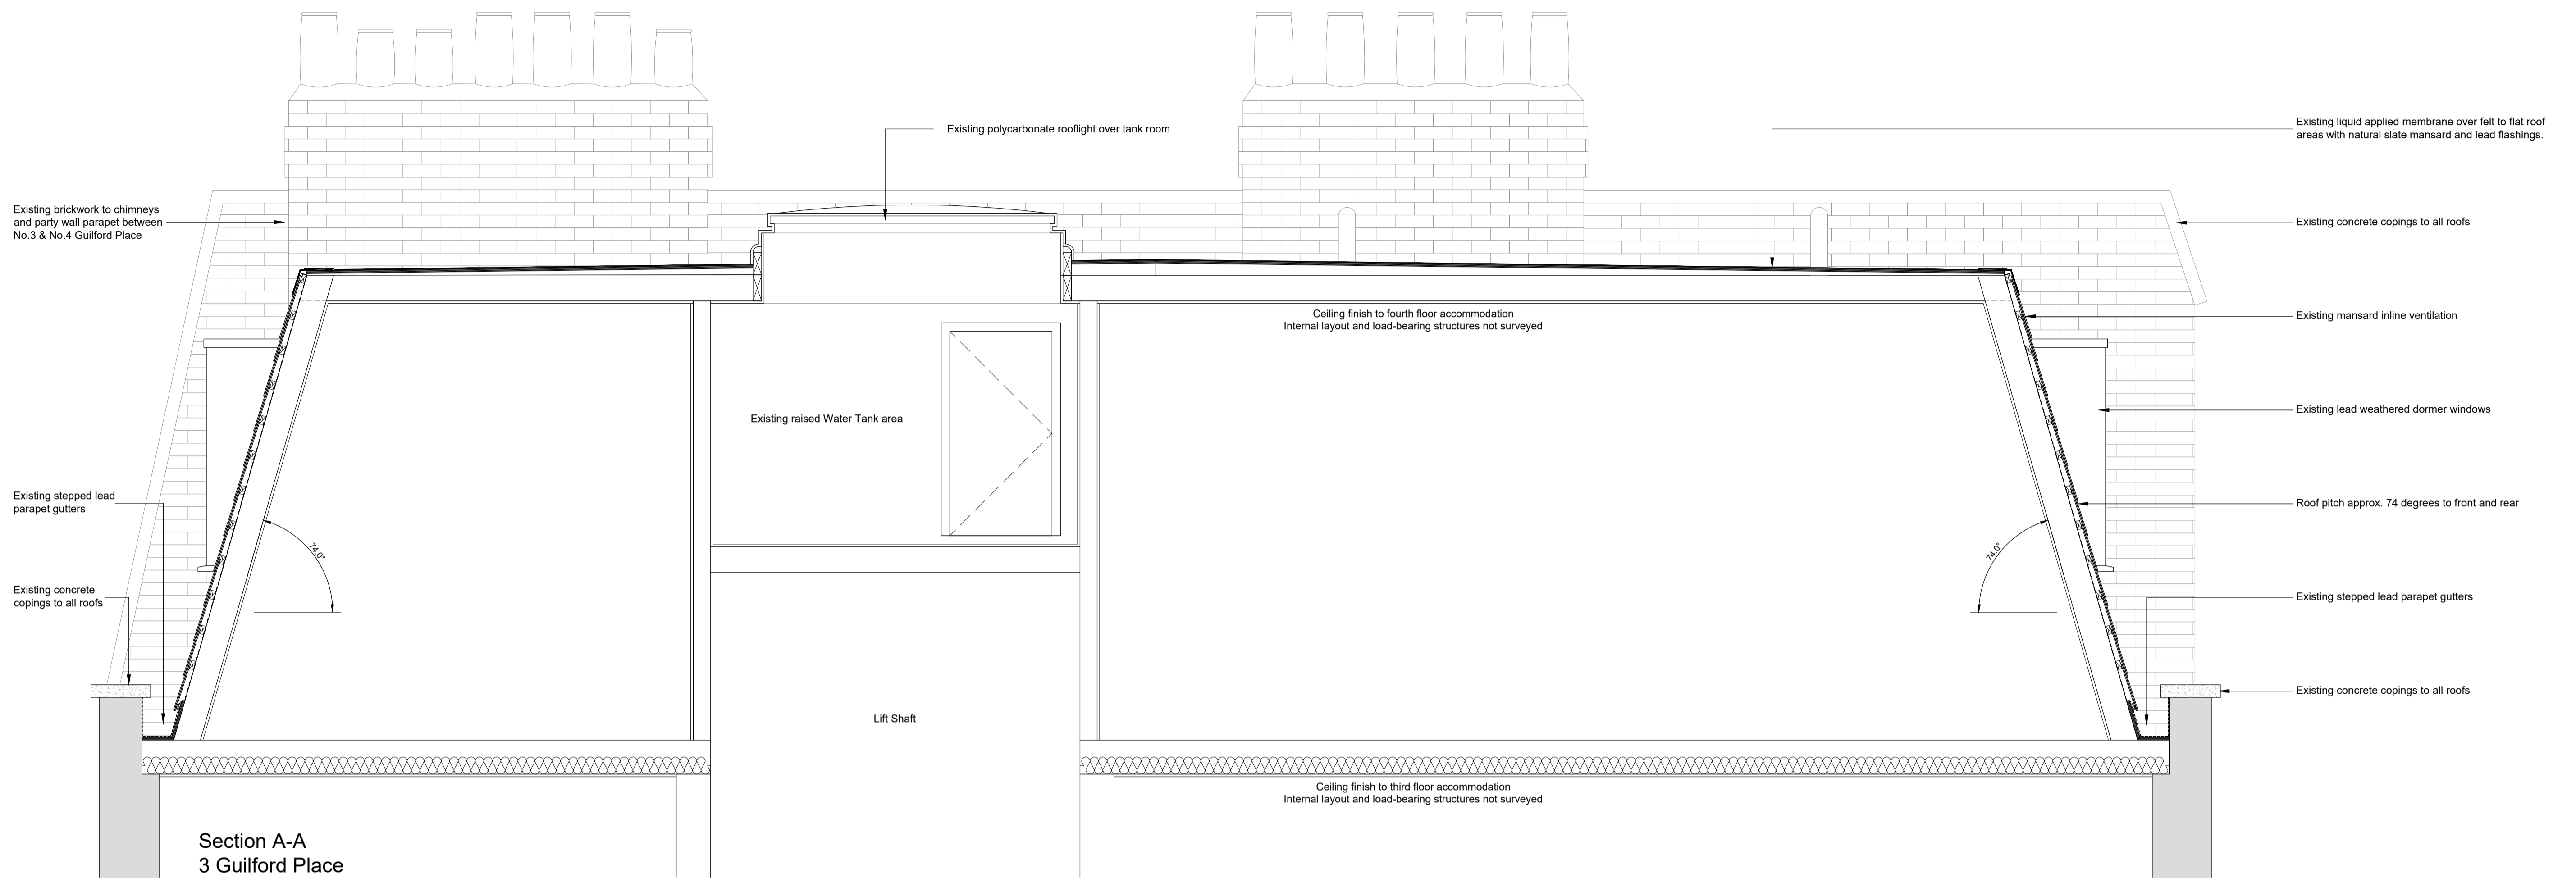 Existing polycarbonate rooflight over tank room
Existing liquid applied membrane over felt to flat roof
areas with natural slate mansard and lead flashings.
Existing brickwork to chimneys
and party wall parapet between
No.3 & No.4 Guilford Place
Existing concrete copings to all roofs
Ceiling finish to fourth floor accommodation
Internal layout and load-bearing structures not surveyed
Existing mansard inline ventilation
Existing raised Water Tank area
Existing lead weathered dormer windows
Existing stepped lead
parapet gutters
Roof pitch approx. 74 degrees to front and rear
74.0°
74.0°
Existing concrete
copings to all roofs
Existing stepped lead parapet gutters
Existing concrete copings to all roofs
Lift Shaft
Ceiling finish to third floor accommodation
Internal layout and load-bearing structures not surveyed
Section A-A
3 Guilford Place